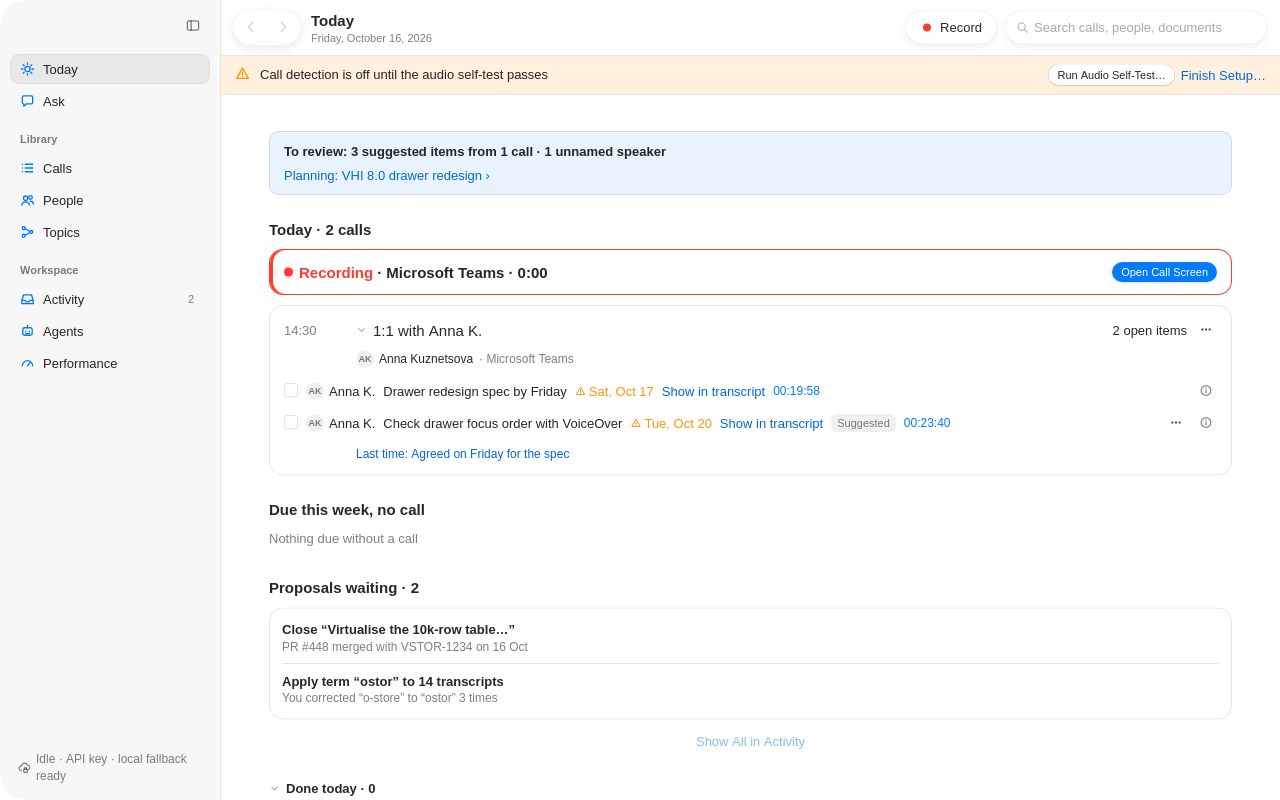 Today
Friday, October 16, 2026
Record
Search calls, people, documents
Call detection is off until the audio self-test passes
Run Audio Self-Test…
Finish Setup…
Today
Ask
Library
Calls
People
Topics
Workspace
Activity 2
Agents
Performance
Idle · API key · local fallback
ready
To review: 3 suggested items from 1 call · 1 unnamed speaker
Planning: VHI 8.0 drawer redesign ›
Today · 2 calls
Recording · Microsoft Teams · 0:00
Open Call Screen
14:30 1:1 with Anna K. 2 open items
AK Anna Kuznetsova · Microsoft Teams
AK Anna K. Drawer redesign spec by Friday Sat, Oct 17 Show in transcript 00:19:58
AK Anna K. Check drawer focus order with VoiceOver Tue, Oct 20 Show in transcript Suggested 00:23:40
Last time: Agreed on Friday for the spec
Due this week, no call
Nothing due without a call
Proposals waiting · 2
Close “Virtualise the 10k-row table…”
PR #448 merged with VSTOR-1234 on 16 Oct
Apply term “ostor” to 14 transcripts
You corrected “o-store” to “ostor” 3 times
Show All in Activity
Done today · 0